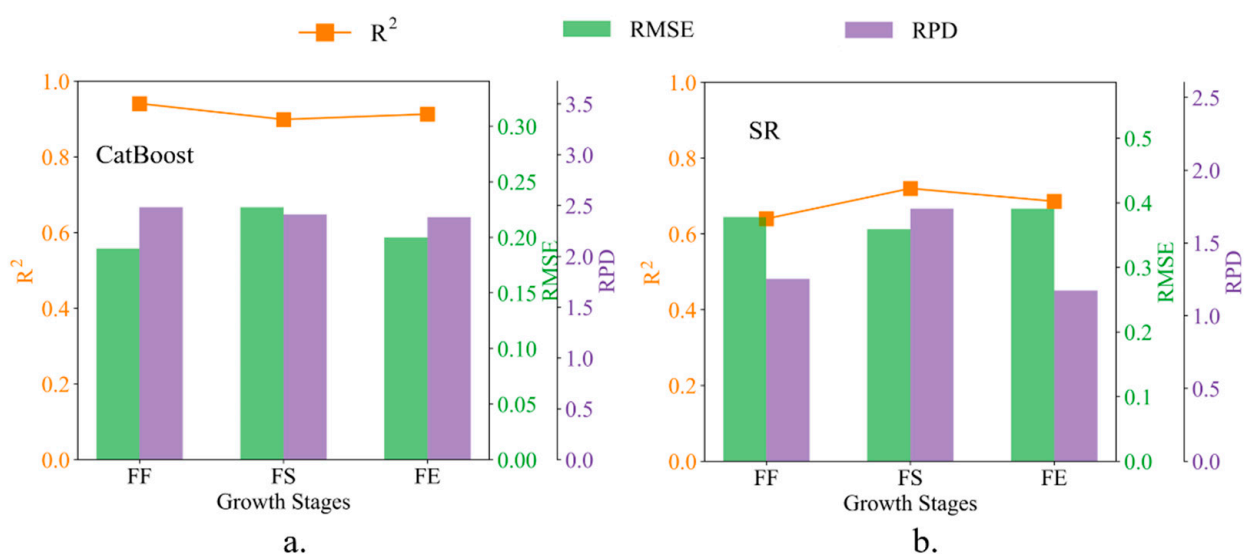 R²
RMSE
RPD
1.0
0.8
0.6
0.4
0.2
0.0
R²
CatBoost
FF
FS
FE
Growth Stages
0.30
0.25
0.20
0.15
0.10
0.05
0.00
RMSE
3.5
3.0
2.5
2.0
1.5
1.0
0.5
0.0
RPD
a.
1.0
0.8
0.6
0.4
0.2
0.0
R²
SR
FF
FS
FE
Growth Stages
0.5
0.4
0.3
0.2
0.1
0.0
RMSE
2.5
2.0
1.5
1.0
0.5
0.0
RPD
b.